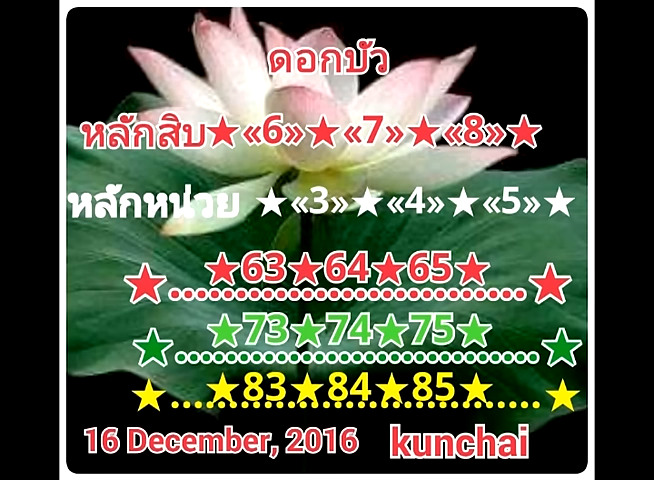 ดอกบัว
หลักสิบ★«6»★«7»★«8»★
หลักหน่วย ★«3»★«4»★«5»★
★63★64★65★
★...............................★
★73★74★75★
★...............................★
★83★84★85★
★...............................★
16 December, 2016 kunchai